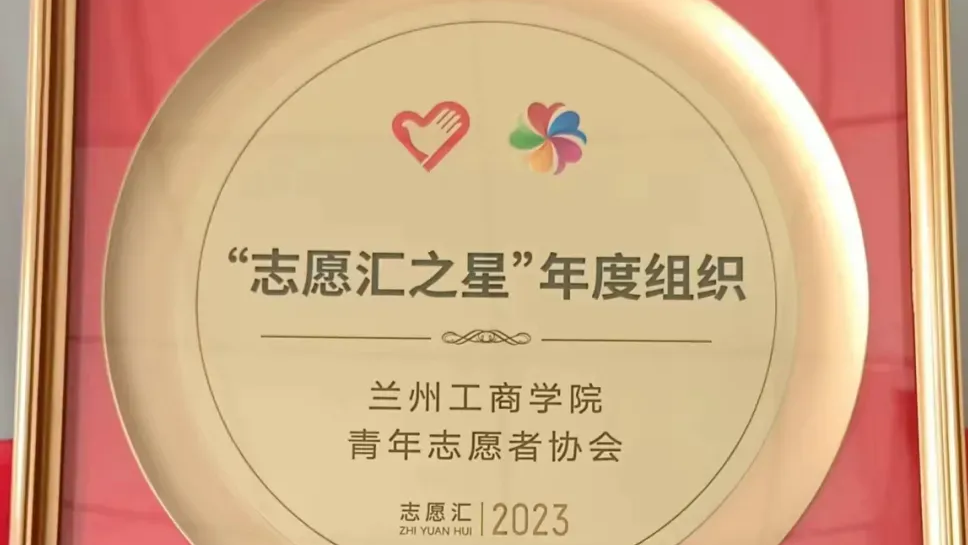 “志愿汇之星”年度组织
兰州工商学院
青年志愿者协会
志愿汇 | 2023
ZHI YUAN HUI